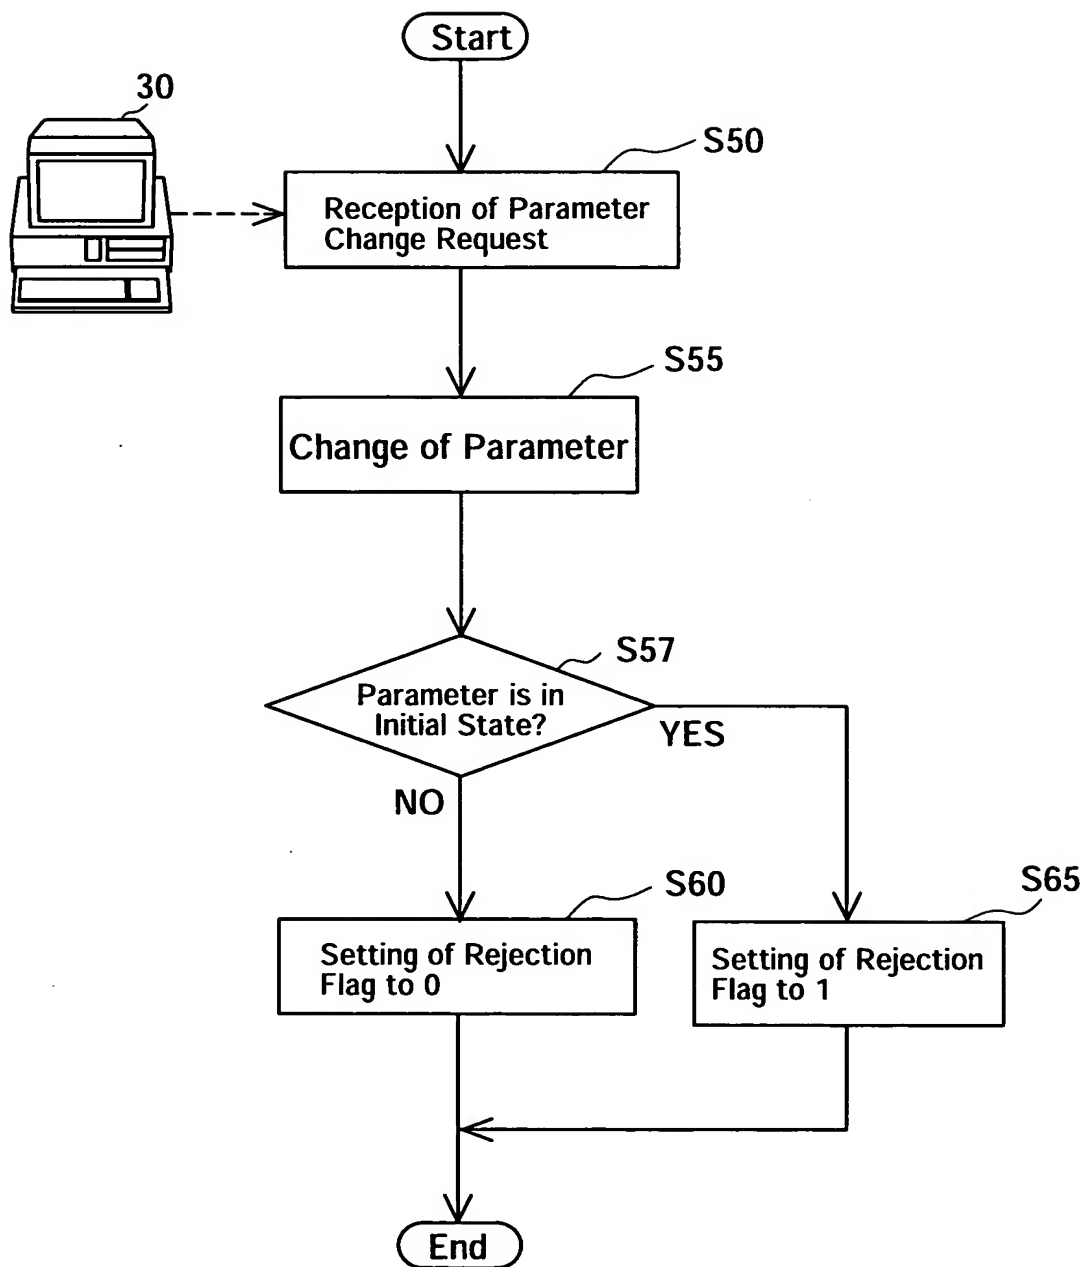 Start
30
S50
Reception of Parameter
Change Request
S55
Change of Parameter
S57
Parameter is in
Initial State?
YES
NO
S60
S65
Setting of Rejection
Flag to 0
Setting of Rejection
Flag to 1
End